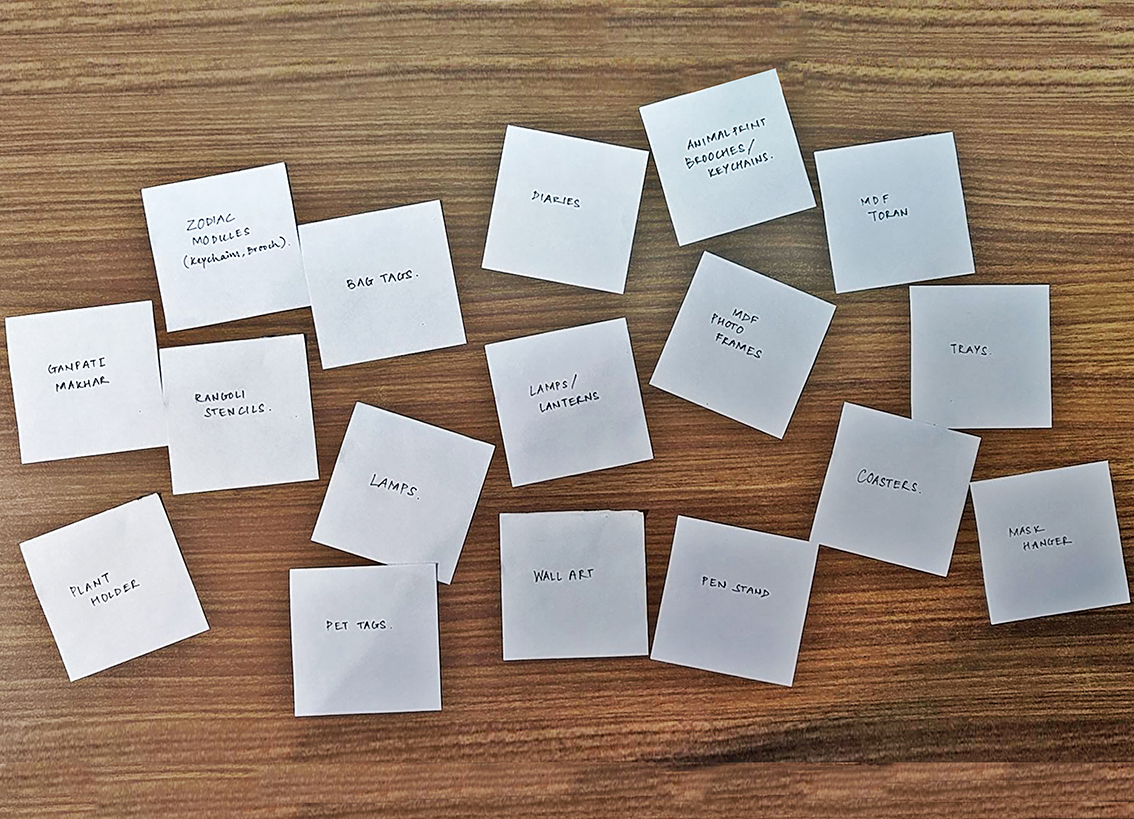 ANIMAL PRINT
BROOCHES/
KEYCHAINS.
DIARIES
MDF
TORAN
ZODIAC
MODULES
(Keychains, Brooch).
BAG TAGS.
MDF
PHOTO
FRAMES
TRAYS.
GANPATI
MAKHAR
RANGOLI
STENCILS.
LAMPS/
LANTERNS
LAMPS.
COASTERS.
MASK
HANGER
PLANT
HOLDER
PET TAGS.
WALL ART
PEN STAND